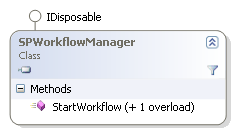 IDisposable
SPWorkflowManager
Class
Methods
StartWorkflow (+ 1 overload)